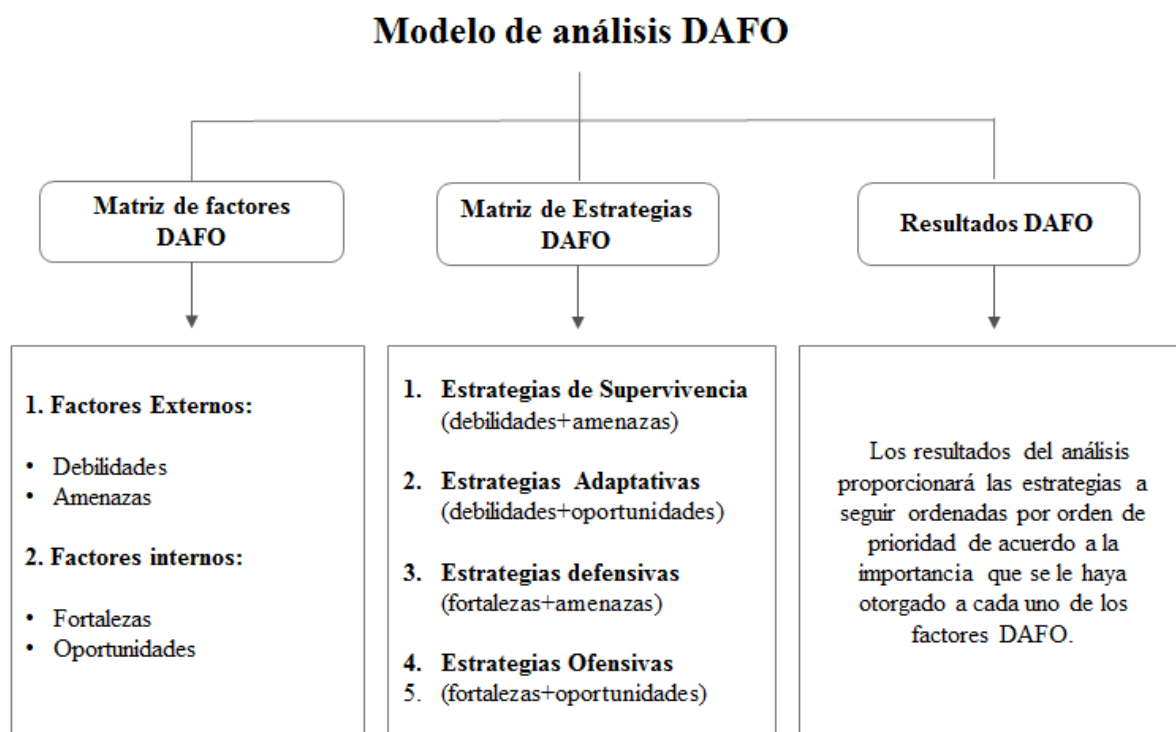 Modelo de análisis DAFO
Matriz de factores
DAFO
Matriz de Estrategias
DAFO
Resultados DAFO
1. Factores Externos:
• Debilidades
• Amenazas
2. Factores internos:
• Fortalezas
• Oportunidades
1. Estrategias de Supervivencia
(debilidades+amenazas)
2. Estrategias Adaptativas
(debilidades+oportunidades)
3. Estrategias defensivas
(fortalezas+amenazas)
4. Estrategias Ofensivas
5. (fortalezas+oportunidades)
Los resultados del análisis
proporcionará las estrategias a
seguir ordenadas por orden de
prioridad de acuerdo a la
importancia que se le haya
otorgado a cada uno de los
factores DAFO.